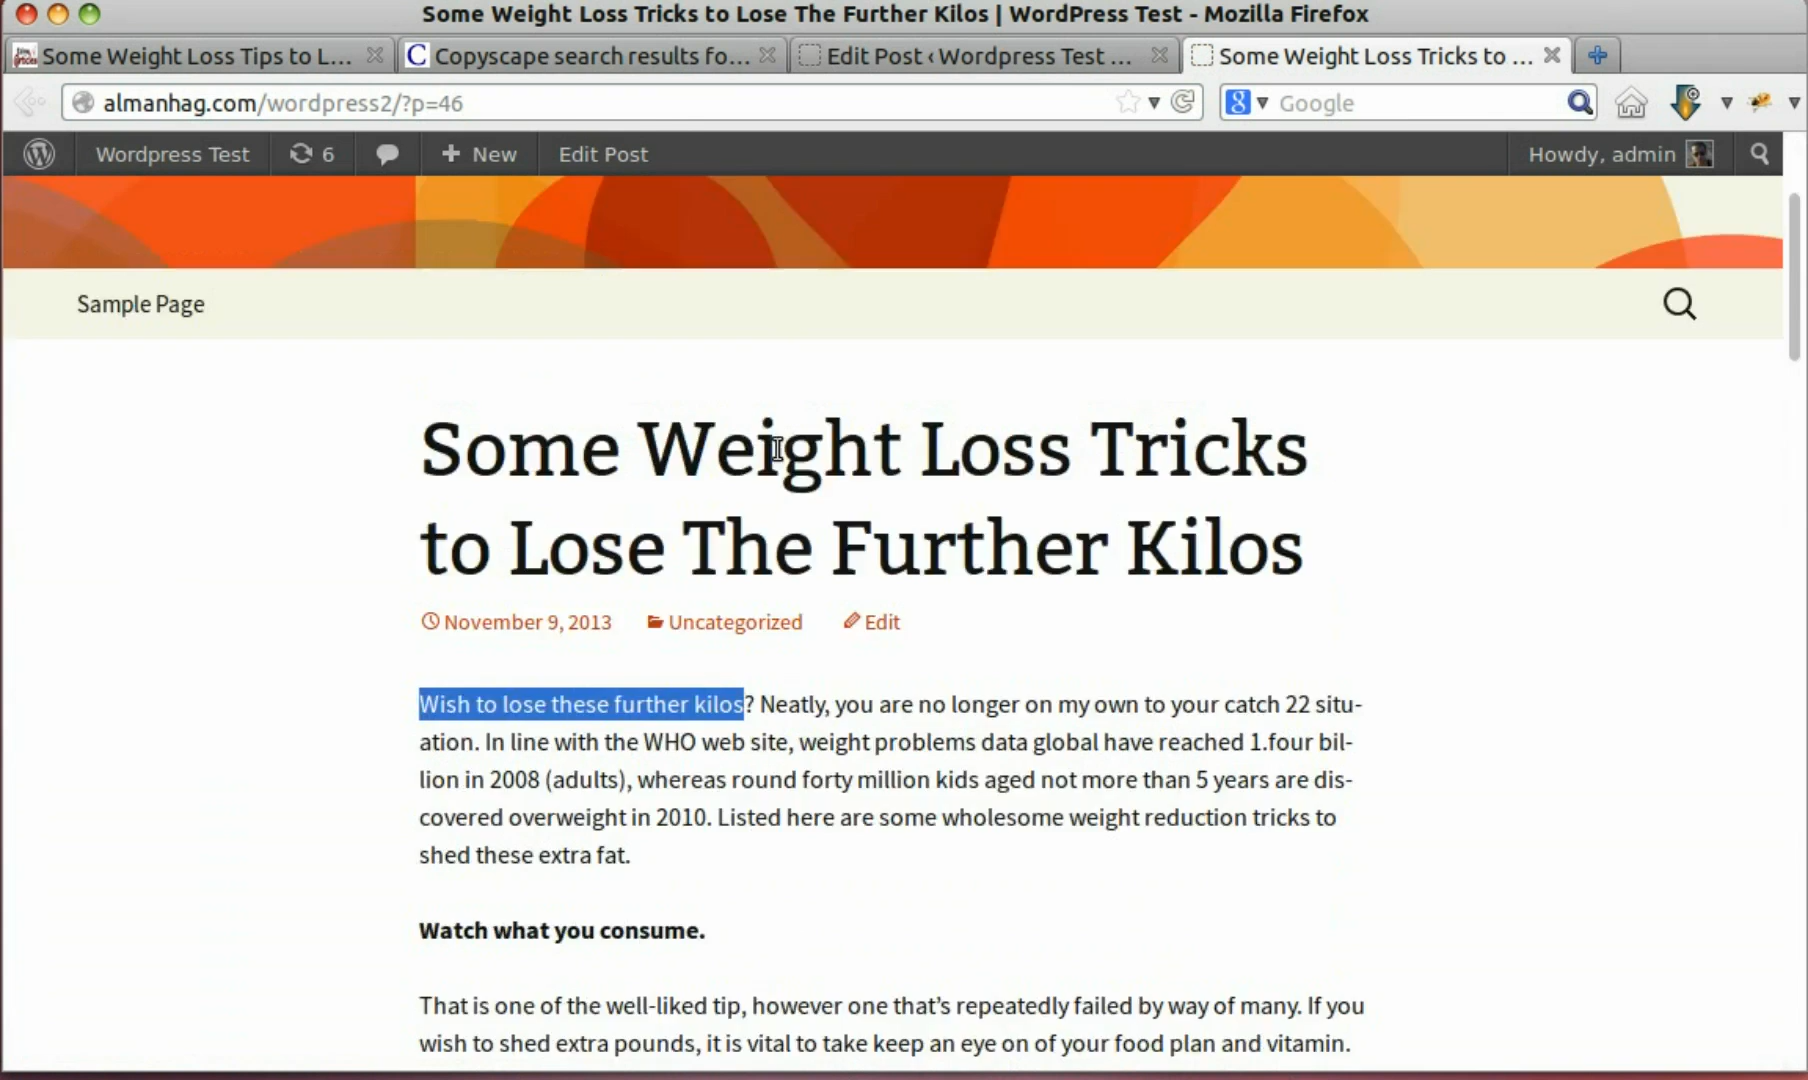 Some Weight Loss Tricks to Lose The Further Kilos | WordPress Test - Mozilla Firefox
Some Weight Loss Tips to L...
Copyscape search results fo...
Edit Post ‹ Wordpress Test ...
Some Weight Loss Tricks to ...
almanhag.com/wordpress2/?p=46
Google
Wordpress Test
6
New
Edit Post
Howdy, admin
Sample Page
Some Weight Loss Tricks
to Lose The Further Kilos
November 9, 2013
Uncategorized
Edit
Wish to lose these further kilos? Neatly, you are no longer on my own to your catch 22 situ-
ation. In line with the WHO web site, weight problems data global have reached 1.four bil-
lion in 2008 (adults), whereas round forty million kids aged not more than 5 years are dis-
covered overweight in 2010. Listed here are some wholesome weight reduction tricks to
shed these extra fat.
Watch what you consume.
That is one of the well-liked tip, however one that’s repeatedly failed by way of many. If you
wish to shed extra pounds, it is vital to take keep an eye on of your food plan and vitamin.